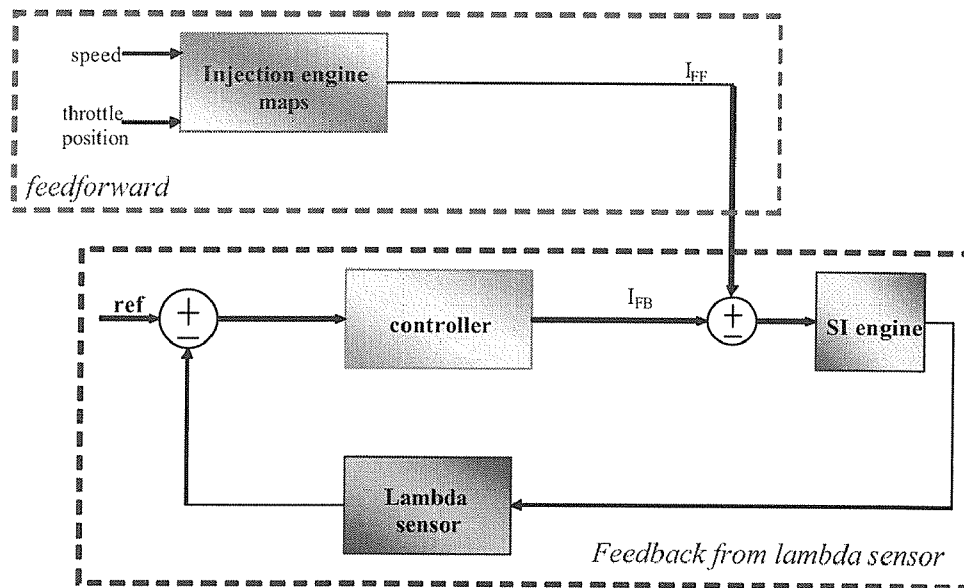 speed
Injection engine
maps
I_FF
throttle
position
feedforward
ref
+
−
controller
I_FB
+
−
SI engine
Lambda
sensor
Feedback from lambda sensor